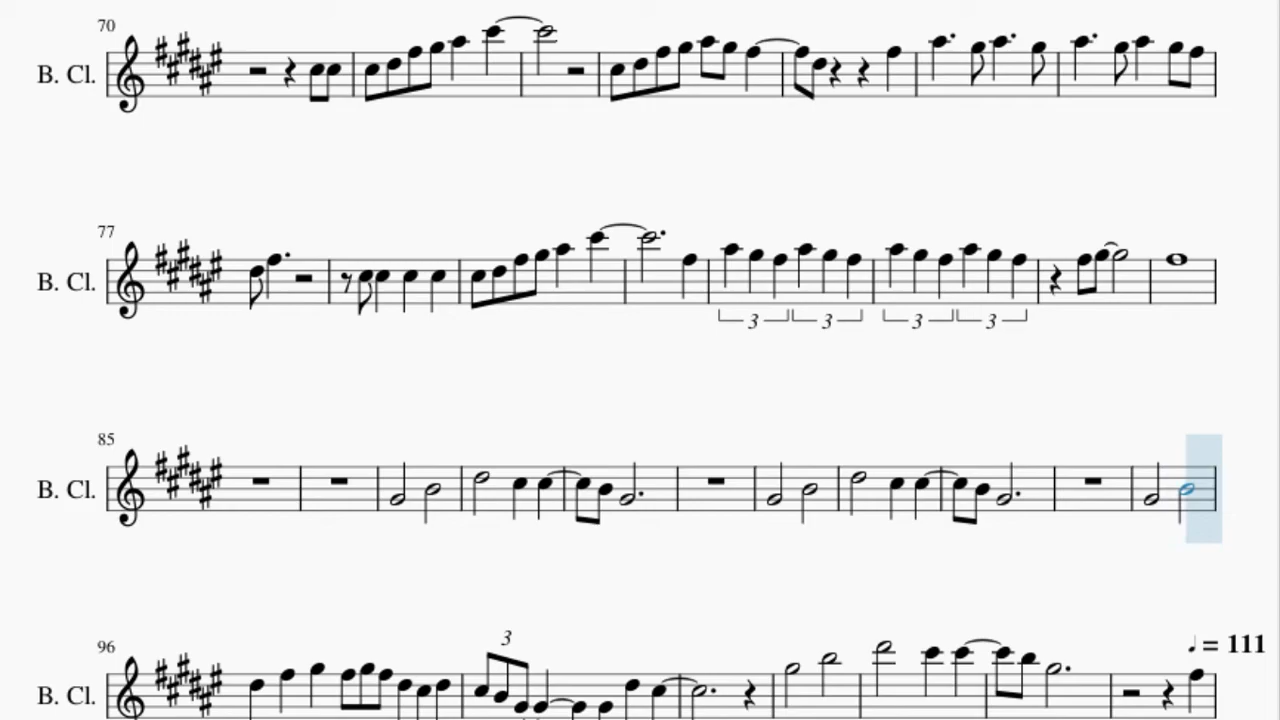 70
B. Cl.
77
B. Cl.
3 3 3 3
85
B. Cl.
96
3
♩ = 111
B. Cl.